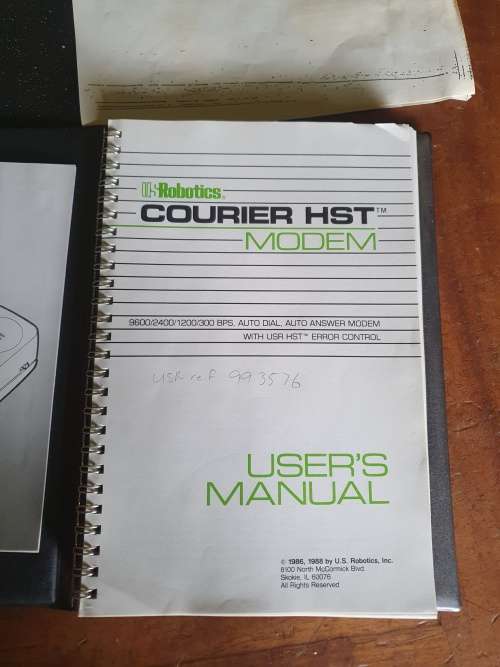 USRobotics®
COURIER HST™
MODEM
9600/2400/1200/300 BPS, AUTO DIAL, AUTO ANSWER MODEM
WITH USR HST™ ERROR CONTROL
USR ref 993576
USER'S
MANUAL
© 1986, 1988 by U.S. Robotics, Inc.
8100 North McCormick Blvd.
Skokie, IL 60076
All Rights Reserved